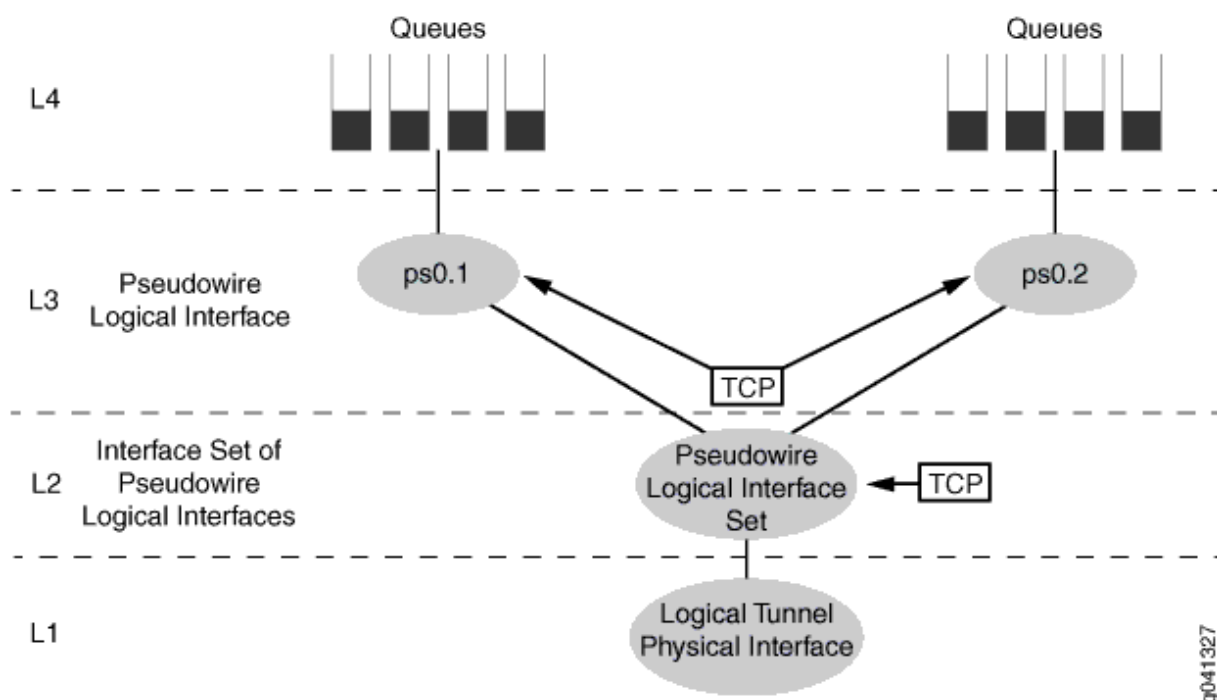 Queues
Queues
L4
L3
Pseudowire
Logical Interface
ps0.1
ps0.2
TCP
L2
Interface Set of
Pseudowire
Logical Interfaces
Pseudowire
Logical Interface
Set
TCP
L1
Logical Tunnel
Physical Interface
g041327